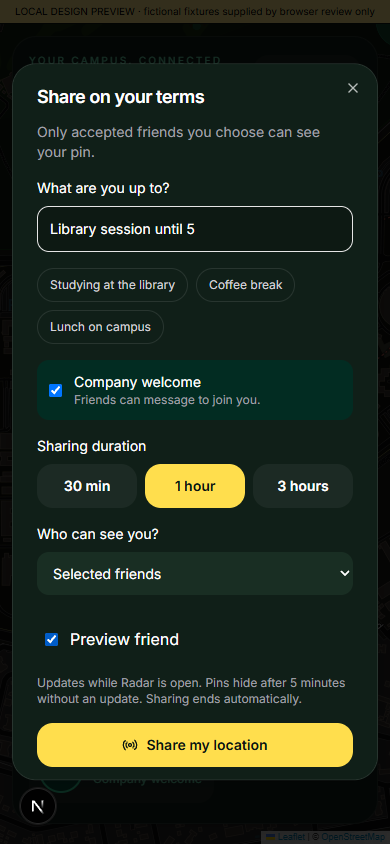 LOCAL DESIGN PREVIEW · fictional fixtures supplied by browser review only
YOUR CAMPUS, CONNECTED
Share on your terms
Only accepted friends you choose can see
your pin.
What are you up to?
Library session until 5
Studying at the library
Coffee break
Lunch on campus
Company welcome
Friends can message to join you.
Sharing duration
30 min
1 hour
3 hours
Who can see you?
Selected friends
Preview friend
Updates while Radar is open. Pins hide after 5 minutes
without an update. Sharing ends automatically.
Share my location
Company welcome
N
Leaflet | © OpenStreetMap